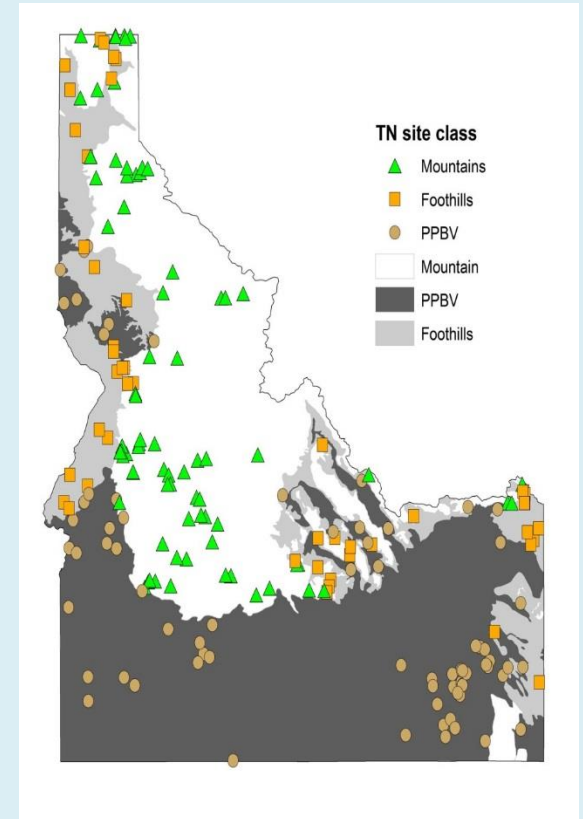 TN site class
Mountains
Foothills
PPBV
Mountain
PPBV
Foothills